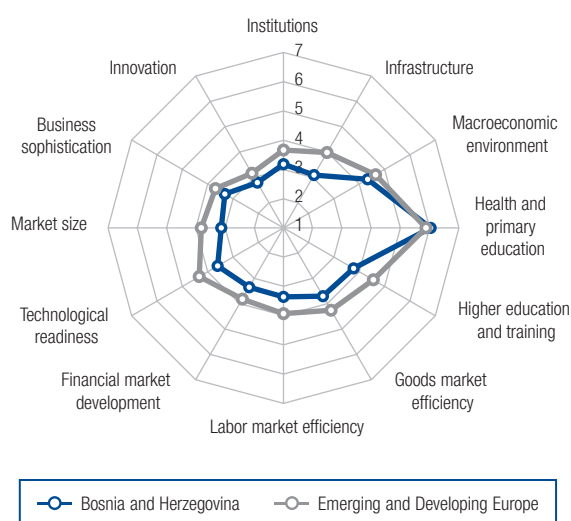 Institutions
7
6
5
4
3
2
1
Infrastructure
Macroeconomic
environment
Health and
primary
education
Higher education
and training
Goods market
efficiency
Labor market efficiency
Financial market
development
Technological
readiness
Market size
Business
sophistication
Innovation
Bosnia and Herzegovina
Emerging and Developing Europe